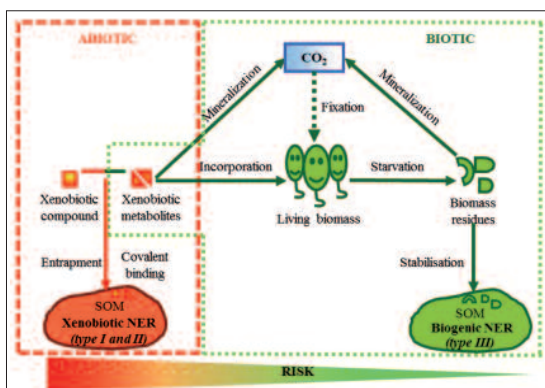 ABIOTIC
BIOTIC
CO2
Mineralization
Mineralization
Fixation
Incorporation
Starvation
Xenobiotic
compound
Xenobiotic
metabolites
Living biomass
Biomass
residues
Entrapment
Covalent
binding
Stabilisation
SOM
Xenobiotic NER
(type I and II)
SOM
Biogenic NER
(type III)
RISK